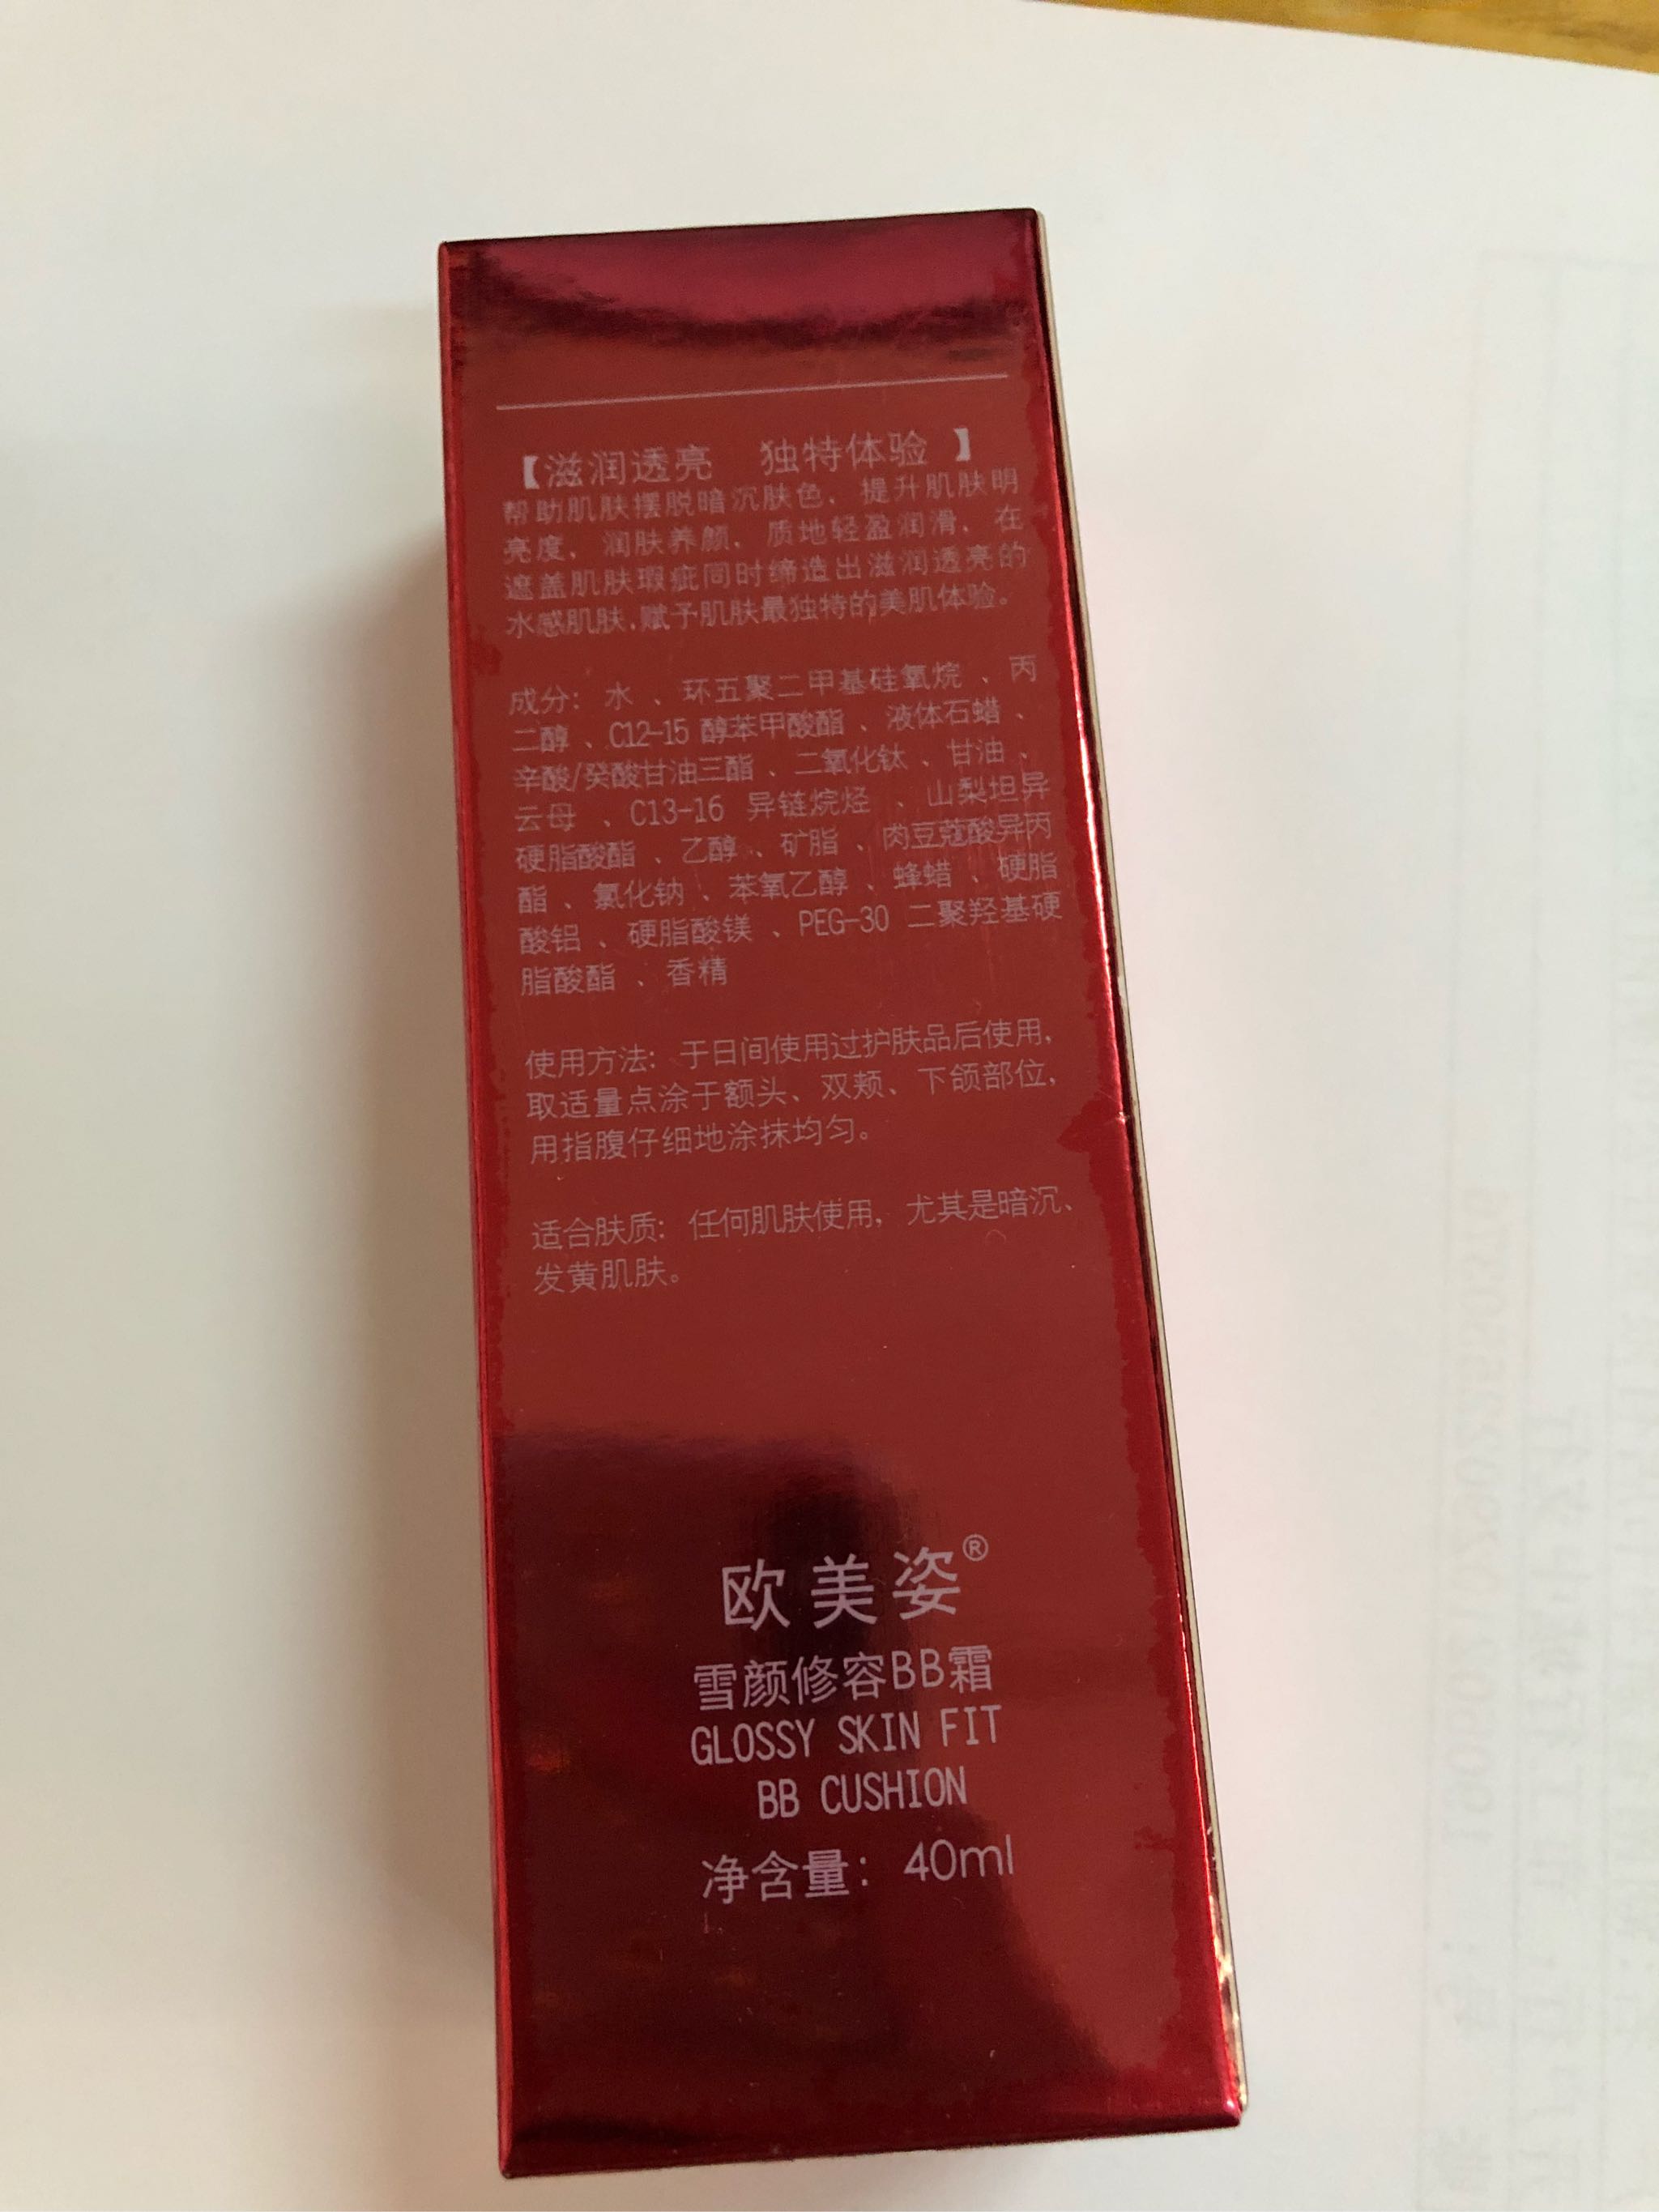 【滋润透亮 独特体验】
帮助肌肤摆脱暗沉肤色、提升肌肤明
亮度、润肤养颜、质地轻盈润滑、在
遮盖肌肤瑕疵同时缔造出滋润透亮的
水感肌肤,赋予肌肤最独特的美肌体验。
成分: 水 、环五聚二甲基硅氧烷 、丙
二醇 、C12-15 醇苯甲酸酯 、液体石蜡 、
辛酸/癸酸甘油三酯 、二氧化钛 、甘油 、
云母 、C13-16 异链烷烃 、山梨坦异
硬脂酸酯 、乙醇 、矿脂 、肉豆蔻酸异丙
酯 、氯化钠 、苯氧乙醇 、蜂蜡 、硬脂
酸铝 、硬脂酸镁 、PEG-30 二聚羟基硬
脂酸酯 、香精
使用方法: 于日间使用过护肤品后使用,
取适量点涂于额头、双颊、下颌部位,
用指腹仔细地涂抹均匀。
适合肤质: 任何肌肤使用, 尤其是暗沉、
发黄肌肤。
欧美姿®
雪颜修容BB霜
GLOSSY SKIN FIT
BB CUSHION
净含量: 40ml